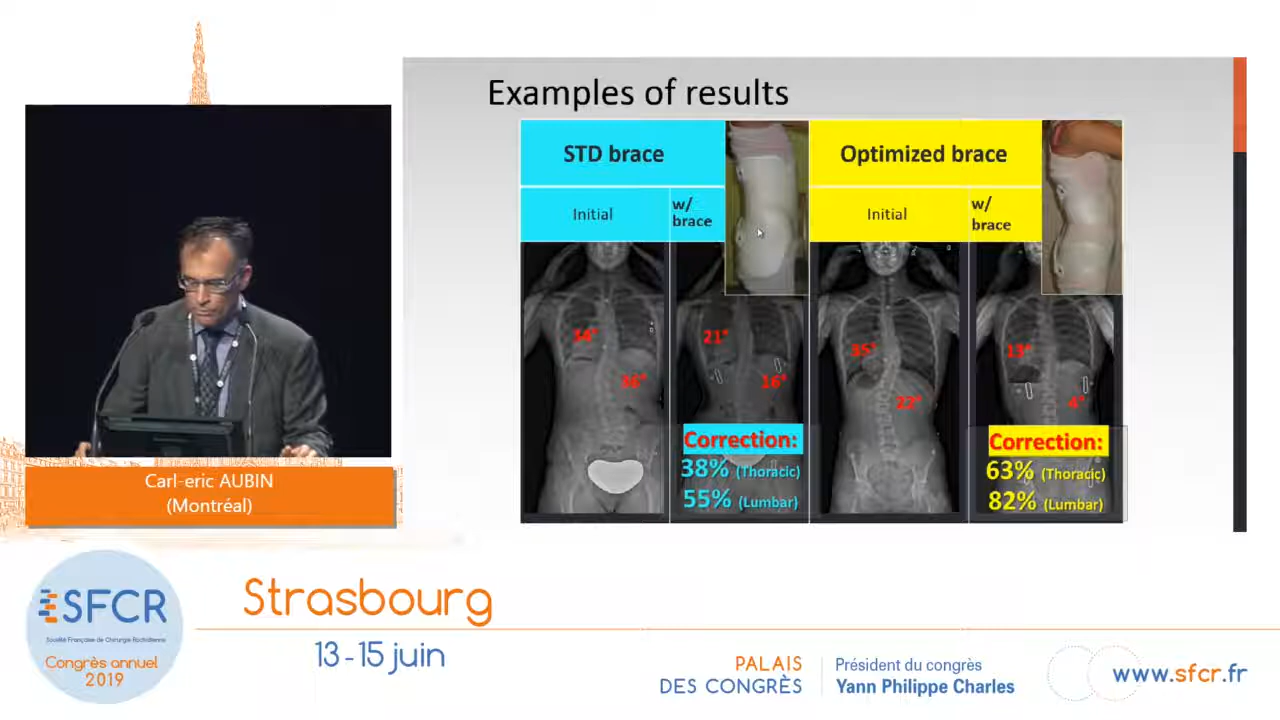 Examples of results
STD brace
Optimized brace
Initial
w/
brace
Initial
w/
brace
34°
21°
36°
16°
35°
13°
22°
4°
Correction:
38% (Thoracic)
55% (Lumbar)
Correction:
63% (Thoracic)
82% (Lumbar)
Carl-eric AUBIN
(Montréal)
SFCR
Société Française de Chirurgie Rachidienne
Congrès annuel
2019
Strasbourg
13-15 juin
PALAIS
DES CONGRÈS
Président du congrès
Yann Philippe Charles
www.sfcr.fr